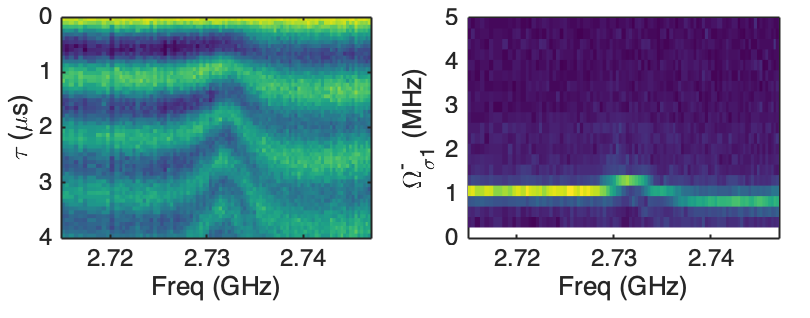 0
1
2
3
4
τ (μs)
2.72 2.73 2.74
Freq (GHz)
5
4
3
2
1
0
Ω⁻σ1 (MHz)
2.72 2.73 2.74
Freq (GHz)